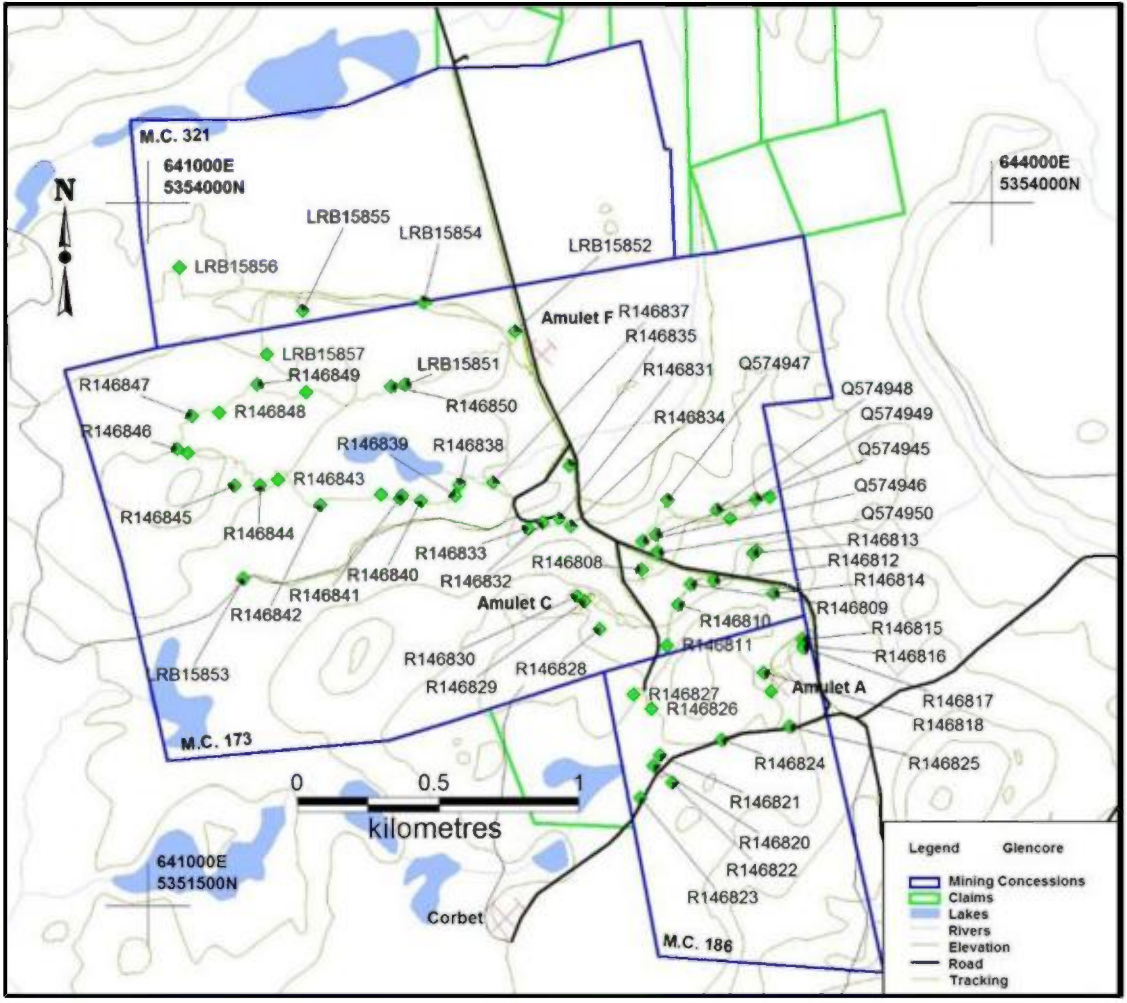 M.C. 321
641000E
5354000N
644000E
5354000N
N
LRB15855
LRB15854
LRB15852
LRB15856
Amulet F
R146837
R146835
LRB15857
LRB15851
R146831
Q574947
R146847
R146849
Q574948
R146848
R146850
R146834
Q574949
R146846
R146839
R146838
Q574945
R146843
Q574946
R146845
Q574950
R146844
R146833
R146808
R146813
R146812
R146840
R146832
R146814
R146842
R146841
Amulet C
R146809
R146810
R146815
R146830
R146828
R146811
R146816
LRB15853
R146829
Amulet A
R146827
R146817
R146826
R146818
M.C. 173
R146824
R146825
0 0.5 1
kilometres
R146821
R146820
641000E
5351500N
R146822
R146823
Corbet
M.C. 186
Legend Glencore
Mining Concessions
Claims
Lakes
Rivers
Elevation
Road
Tracking